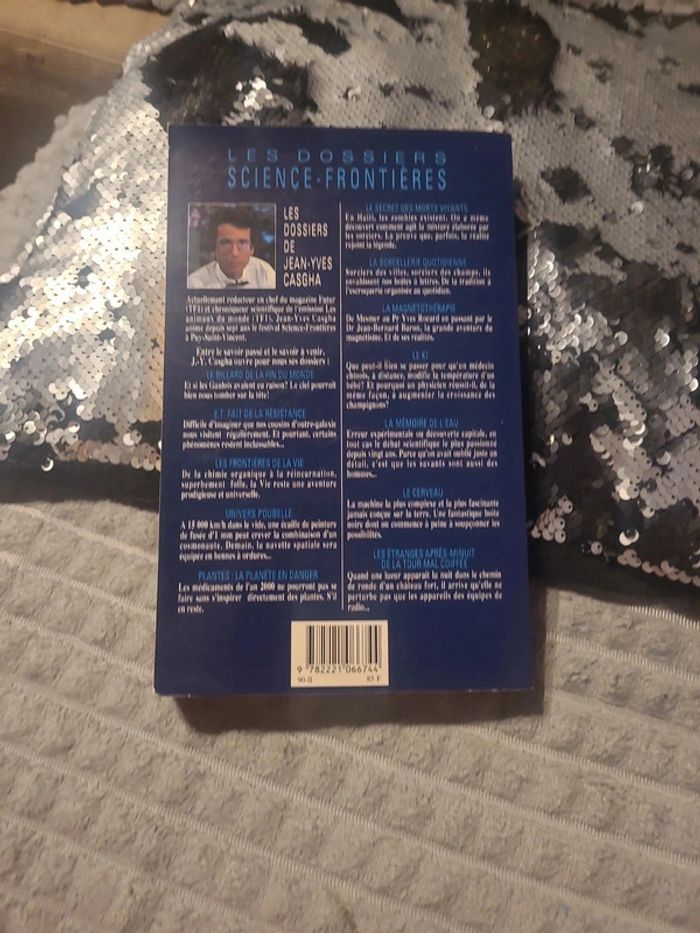 LES DOSSIERS
SCIENCE-FRONTIÈRES
LES
DOSSIERS
DE
JEAN-YVES
CASGHA
Actuellement rédacteur en chef du magazine Futur
(TF1) et chroniqueur scientifique de l'émission Les
animaux du monde (TF1), Jean-Yves Casgha
anime depuis sept ans le festival Science-Frontières
à Puy-Saint-Vincent.
Entre le savoir passé et le savoir à venir,
J.-Y. Casgha ouvre pour nous ses dossiers :
LE BILLARD DE LA FIN DU MONDE
Et si les Gaulois avaient eu raison? Le ciel pourrait
bien nous tomber sur la tête!
E.T. FAIT DE LA RÉSISTANCE
Difficile d'imaginer que nos cousins d'outre-galaxie
nous visitent régulièrement. Et pourtant, certains
phénomènes restent inclassables...
LES FRONTIÈRES DE LA VIE
De la chimie organique à la réincarnation,
superbement folle, la Vie reste une aventure
prodigieuse et universelle.
UNIVERS POUBELLE
A 15 000 km/h dans le vide, une écaille de peinture
de fusée d'1 mm peut crever la combinaison d'un
cosmonaute. Demain, la navette spatiale sera
équipée en bennes à ordures...
PLANTES : LA PLANÈTE EN DANGER
Les médicaments de l'an 2000 ne pourront pas se
faire sans s'inspirer directement des plantes. S'il
en reste.
LE SECRET DES MORTS VIVANTS
En Haïti, les zombies existent. On a même
découvert comment agit la mixture élaborée par
les sorciers. La preuve que, parfois, la réalité
rejoint la légende.
LA SORCELLERIE QUOTIDIENNE
Sorciers des villes, sorciers des champs, ils
envahissent nos boîtes à lettres. De la tradition à
l'escroquerie organisée au quotidien.
LA MAGNÉTOTHÉRAPIE
De Mesmer au Pr Yves Rocard en passant par le
Dr Jean-Bernard Baron, la grande aventure du
magnétisme. Et de ses réalités.
LE KI
Que peut-il bien se passer pour qu'un médecin
chinois, à distance, modifie la température d'un
bébé? Et pourquoi un physicien réussit-il, de la
même façon, à augmenter la croissance des
champignons?
LA MÉMOIRE DE L'EAU
Erreur expérimentale ou découverte capitale, en
tout cas le débat scientifique le plus passionné
depuis vingt ans. Parce qu'on avait oublié juste un
détail, c'est que les savants sont aussi des
hommes...
LE CERVEAU
La machine la plus complexe et la plus fascinante
jamais conçue sur la terre. Une fantastique boîte
noire dont on commence à peine à soupçonner les
possibilités.
LES ÉTRANGES APRÈS-MINUIT
DE LA TOUR MAL COIFFÉE
Quand une lueur apparaît la nuit dans le chemin
de ronde d'un château fort, il arrive qu'elle ne
perturbe pas que les appareils des équipes de
radio...
9 782221 066744
90-II
85 F